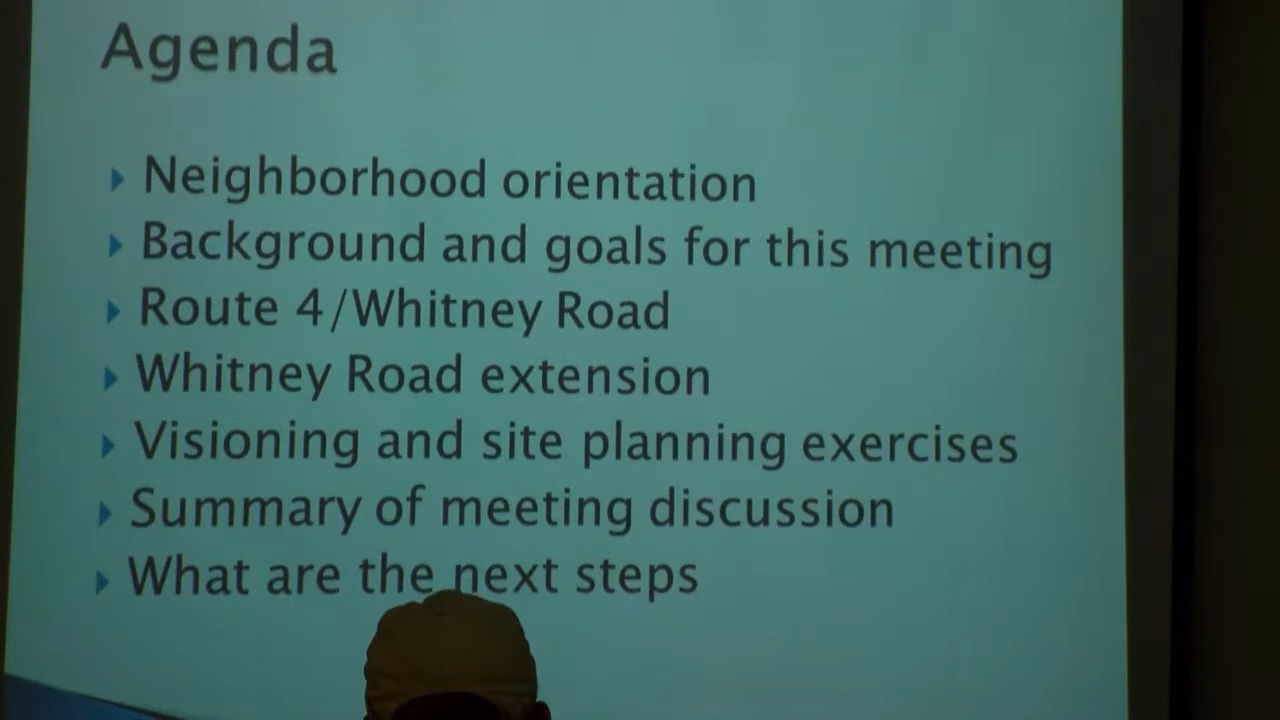 Agenda
Neighborhood orientation
Background and goals for this meeting
Route 4/Whitney Road
Whitney Road extension
Visioning and site planning exercises
Summary of meeting discussion
What are the next steps